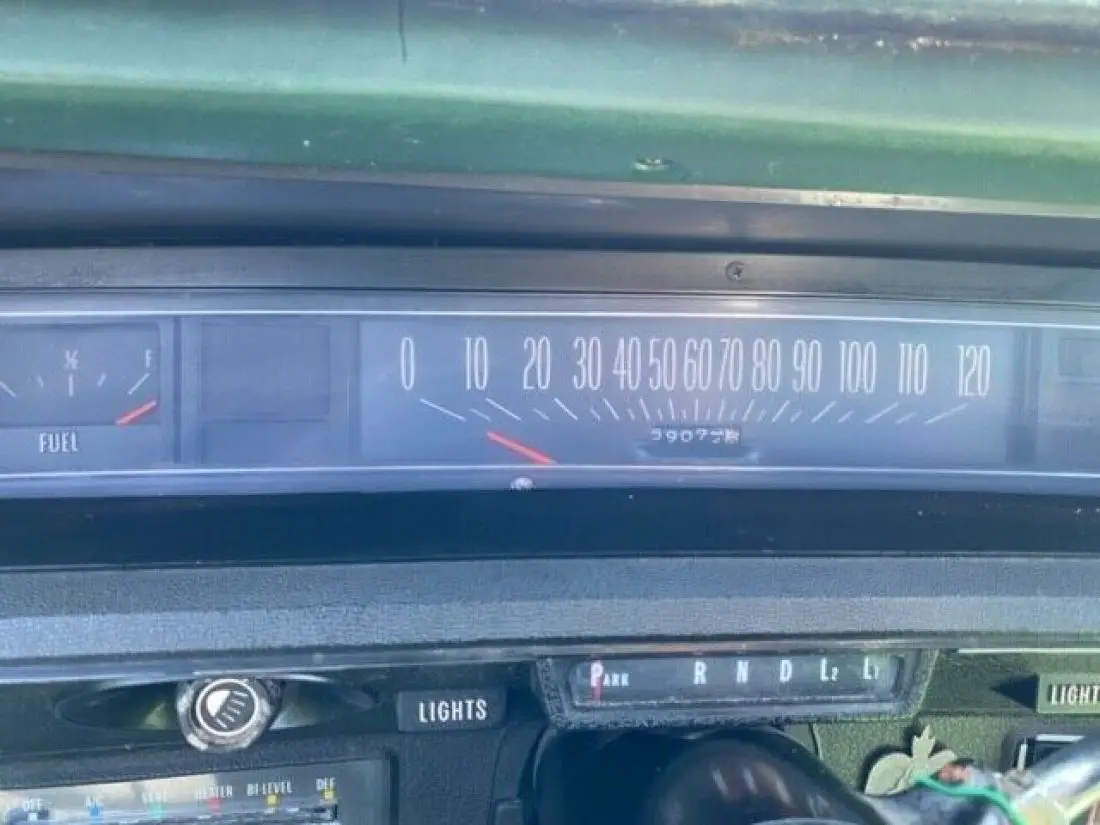 ½ F
FUEL
0 10 20 30 40 50 60 70 80 90 100 110 120
PARK R N D L2 L1
LIGHTS
LIGHT
OFF A/C VENT HEATER BI-LEVEL DEF